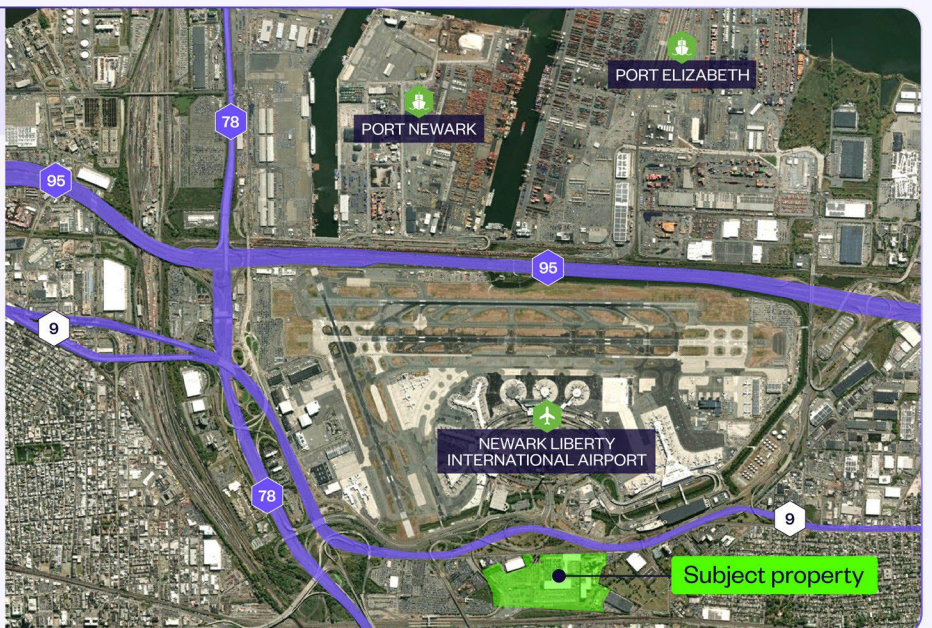 PORT ELIZABETH
78
PORT NEWARK
95
95
9
NEWARK LIBERTY
INTERNATIONAL AIRPORT
78
9
Subject property